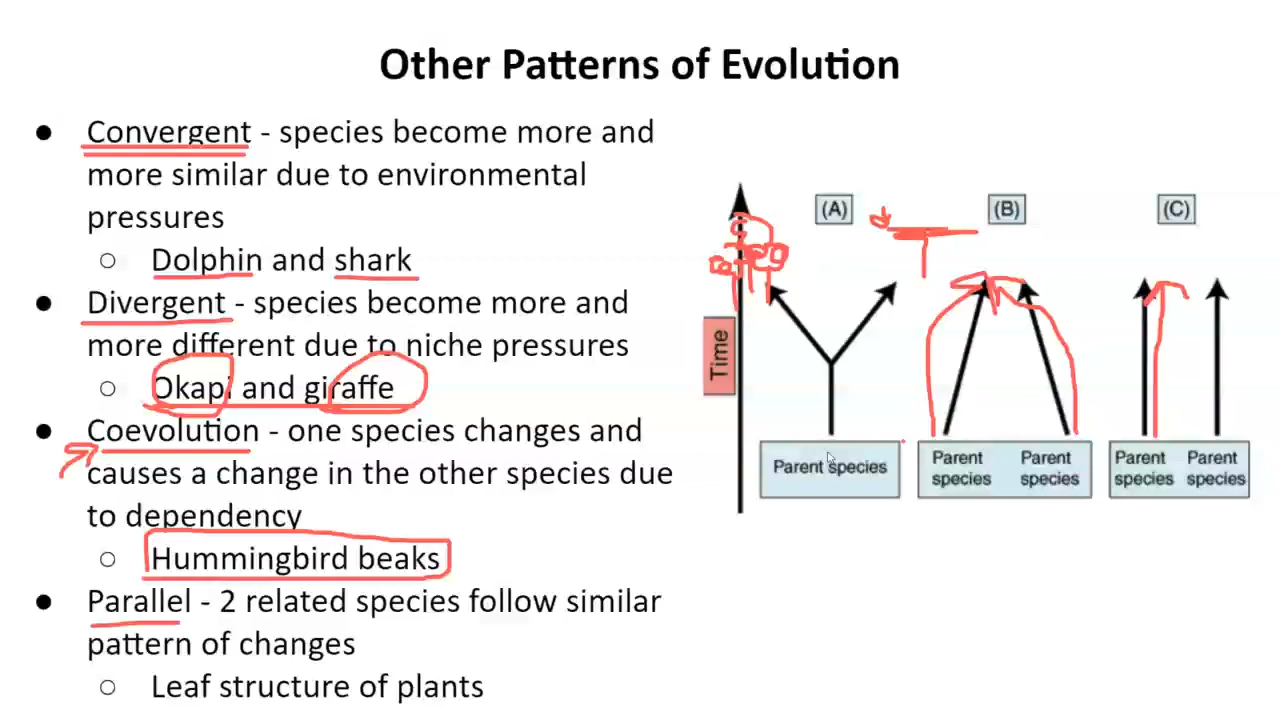 Other Patterns of Evolution
● Convergent - species become more and
more similar due to environmental
pressures
○ Dolphin and shark
● Divergent - species become more and
more different due to niche pressures
○ Okapi and giraffe
● Coevolution - one species changes and
causes a change in the other species due
to dependency
○ Hummingbird beaks
● Parallel - 2 related species follow similar
pattern of changes
○ Leaf structure of plants
(A)
(B)
(C)
Time
Parent species
Parent Parent
species species
Parent Parent
species species